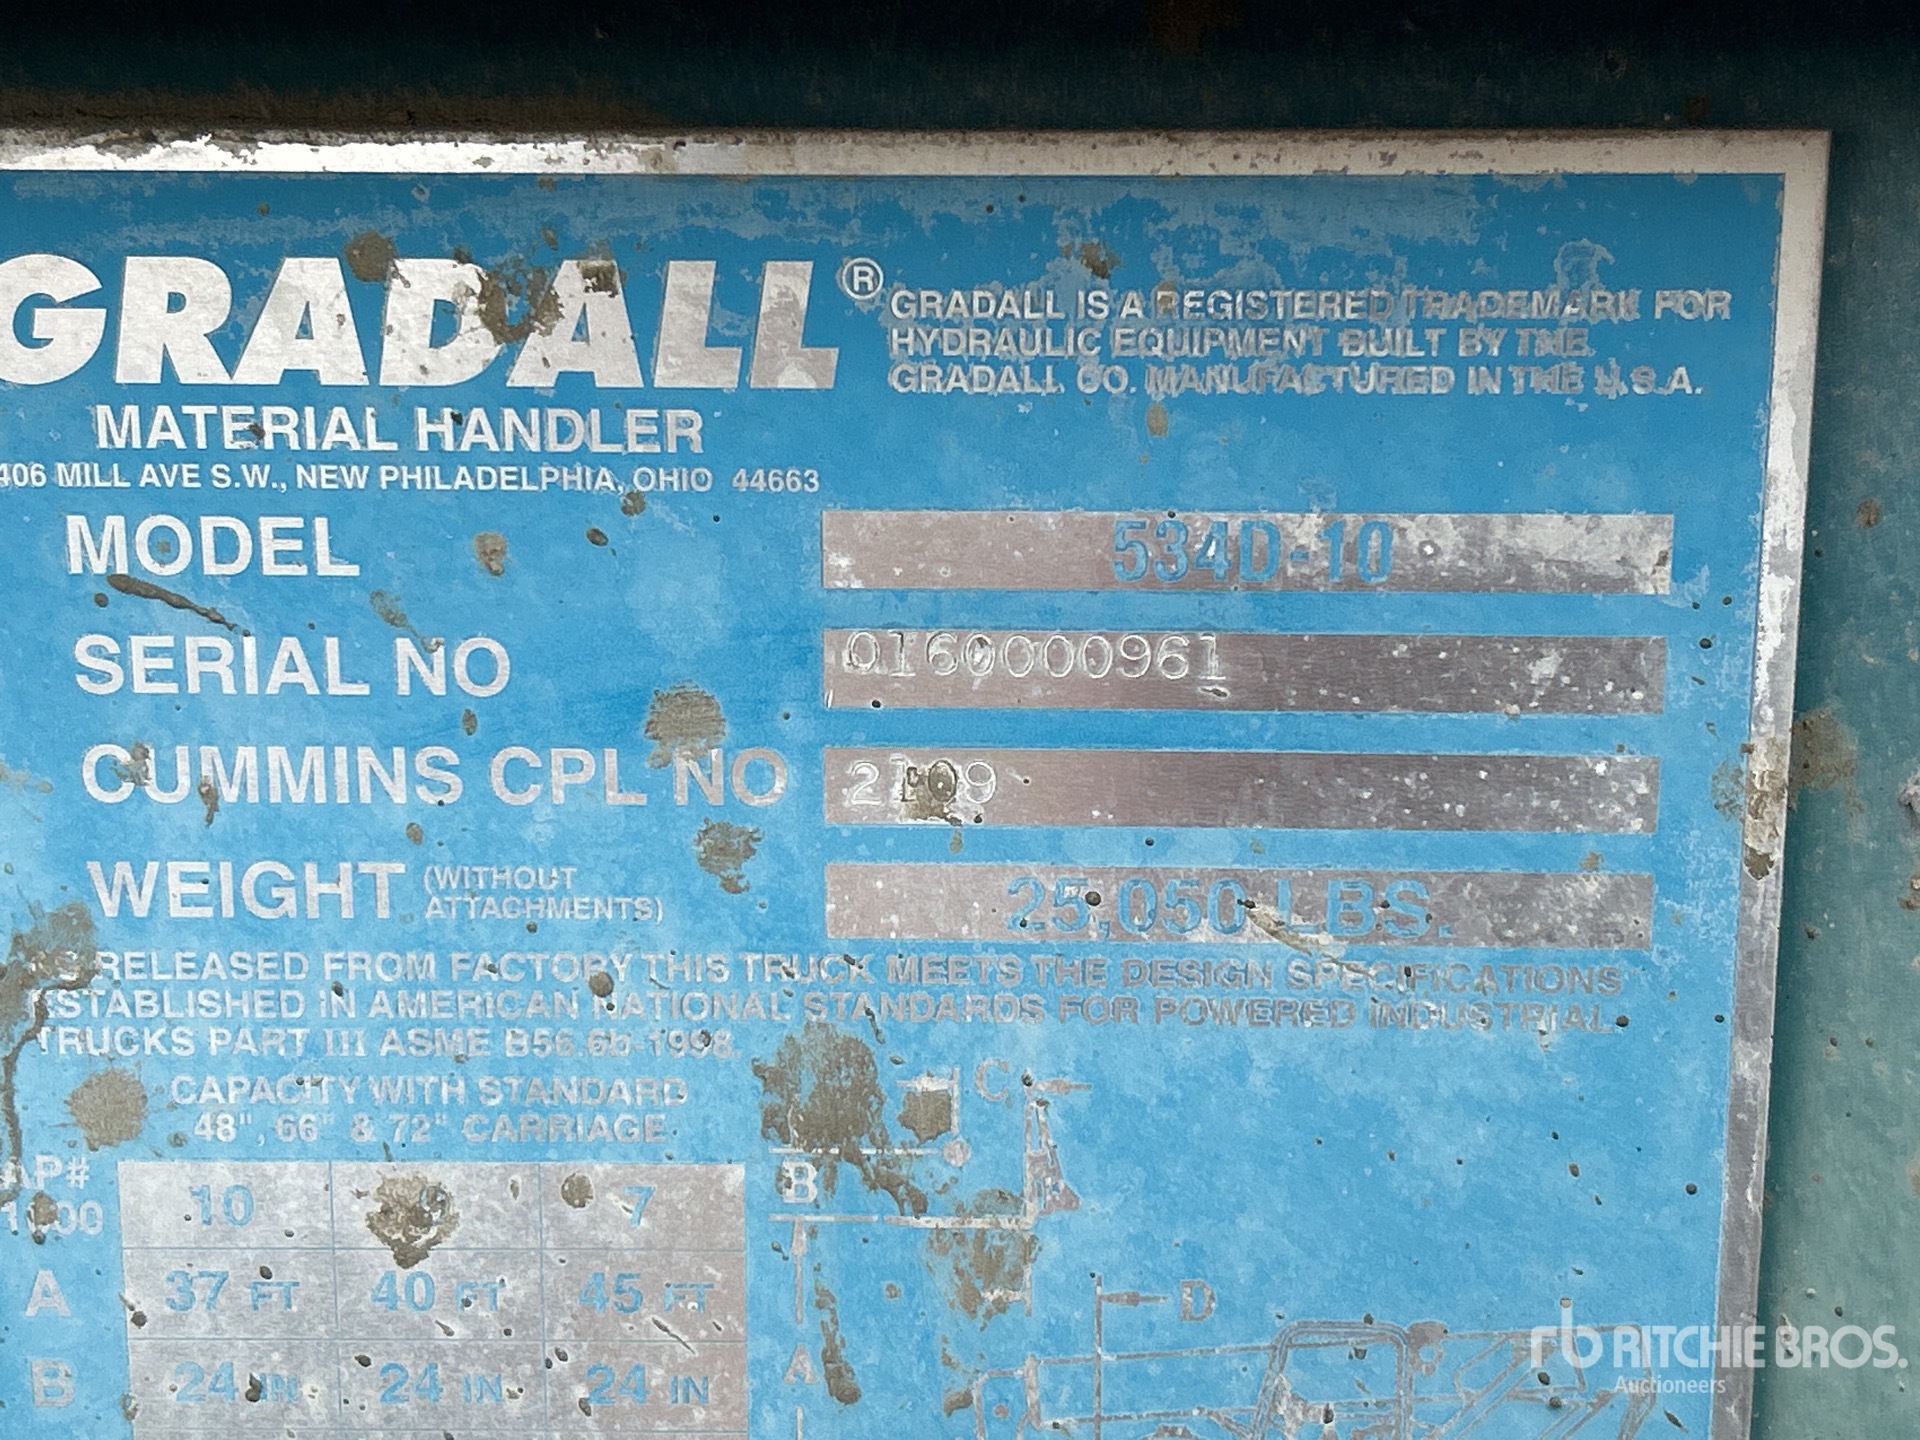 GRADALL®
GRADALL IS A REGISTERED TRADEMARK FOR
HYDRAULIC EQUIPMENT BUILT BY THE
GRADALL CO. MANUFACTURED IN THE U.S.A.
MATERIAL HANDLER
406 MILL AVE S.W., NEW PHILADELPHIA, OHIO 44663
MODEL 534D-10
SERIAL NO 0160000961
CUMMINS CPL NO
WEIGHT (WITHOUT ATTACHMENTS) 25,050 LBS.
AS RELEASED FROM FACTORY THIS TRUCK MEETS THE DESIGN SPECIFICATIONS
ESTABLISHED IN AMERICAN NATIONAL STANDARDS FOR POWERED INDUSTRIAL
TRUCKS PART III ASME B56.6b-1998.
CAPACITY WITH STANDARD
48", 66" & 72" CARRIAGE
10 7
A 37 FT 40 FT 45 FT
B 24 IN 24 IN 24 IN
C
B
D
A
rb RITCHIE BROS.
Auctioneers